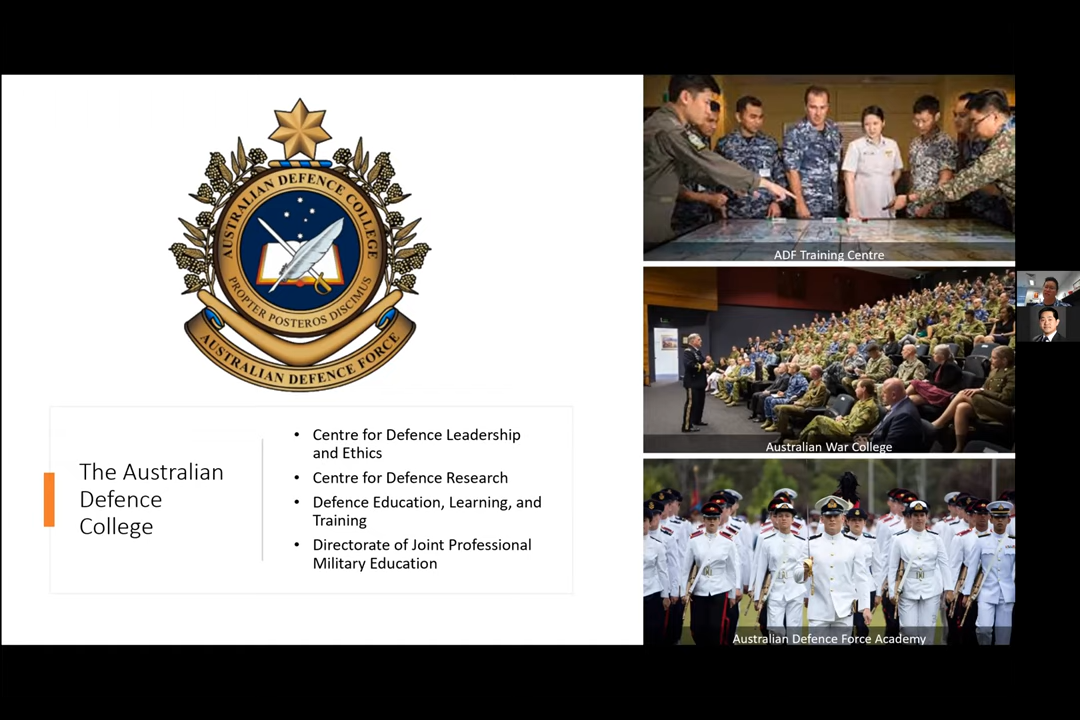 AUSTRALIAN DEFENCE COLLEGE
PROPTER POSTEROS DISCIMUS
AUSTRALIAN DEFENCE FORCE
The Australian
Defence
College
• Centre for Defence Leadership
and Ethics
• Centre for Defence Research
• Defence Education, Learning, and
Training
• Directorate of Joint Professional
Military Education
ADF Training Centre
Australian War College
Australian Defence Force Academy